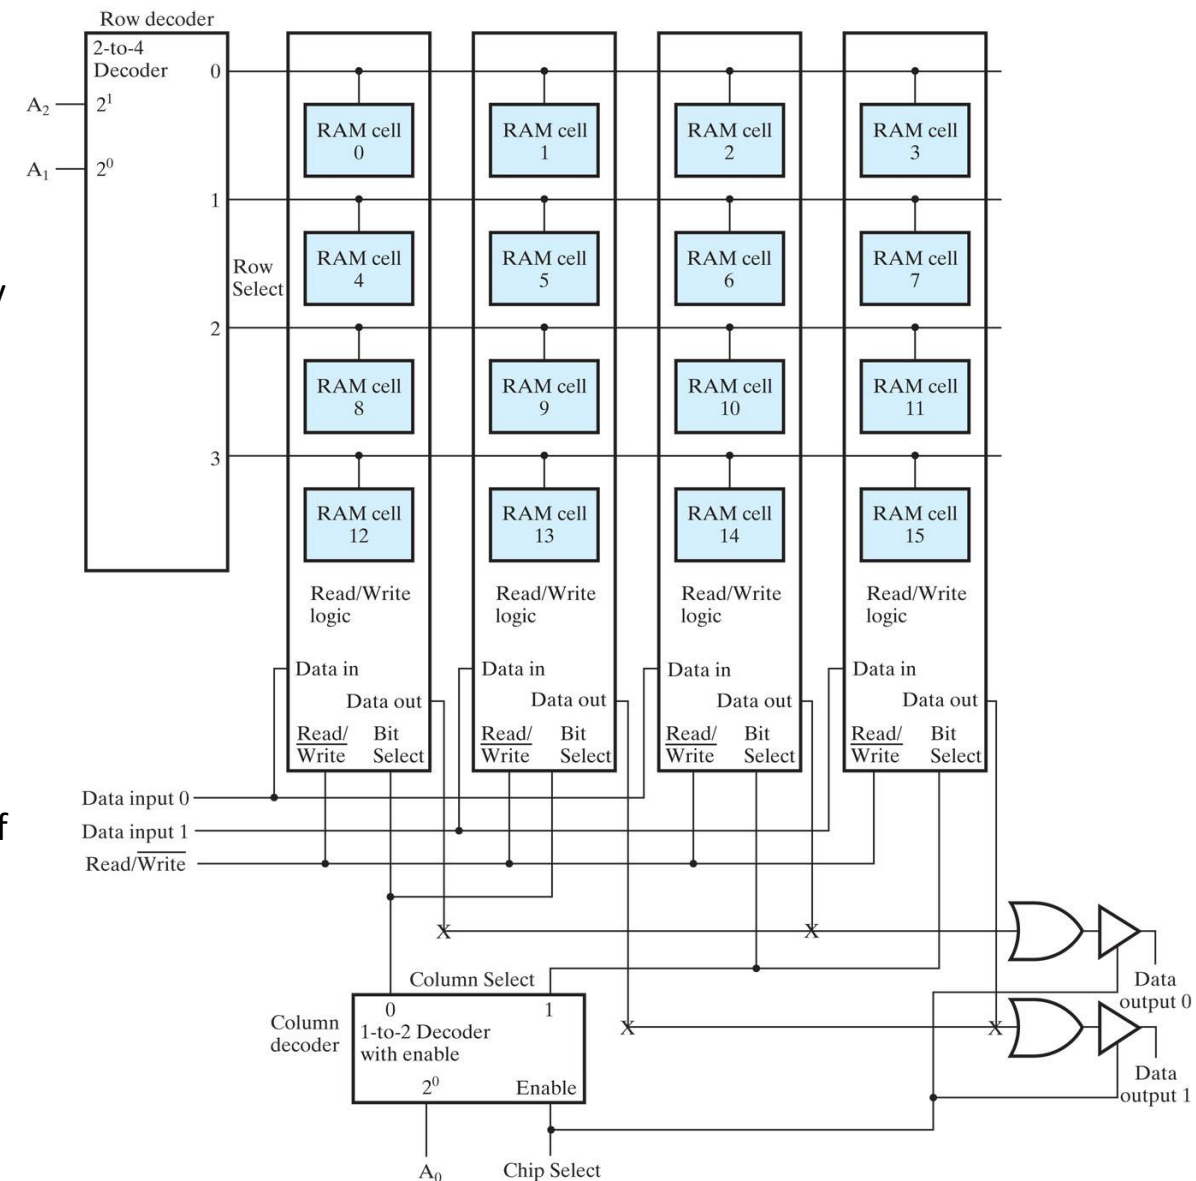 Row decoder
2-to-4
Decoder
0
A₂
2¹
RAM cell
0
RAM cell
1
RAM cell
2
RAM cell
3
A₁
2⁰
1
Row
Select
RAM cell
4
RAM cell
5
RAM cell
6
RAM cell
7
y
2
RAM cell
8
RAM cell
9
RAM cell
10
RAM cell
11
3
RAM cell
12
RAM cell
13
RAM cell
14
RAM cell
15
Read/Write
logic
Read/Write
logic
Read/Write
logic
Read/Write
logic
Data in
Data in
Data in
Data in
Data out
Data out
Data out
Data out
Read/
Write
Bit
Select
Read/
Write
Bit
Select
Read/
Write
Bit
Select
Read/
Write
Bit
Select
Data input 0
f
Data input 1
Read/Write
X
X
Column Select
Data
output 0
Column
decoder
0
1
1-to-2 Decoder
with enable
X
X
2⁰
Enable
Data
output 1
A₀
Chip Select